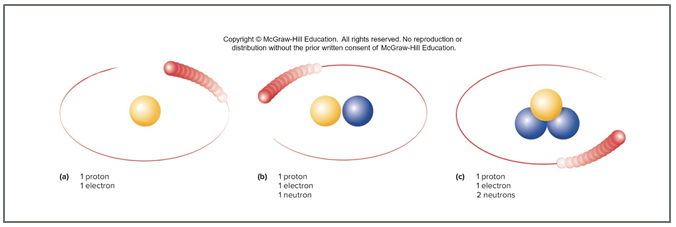 Copyright © McGraw-Hill Education. All rights reserved. No reproduction or
distribution without the prior written consent of McGraw-Hill Education.
(a) 1 proton
1 electron
(b) 1 proton
1 electron
1 neutron
(c) 1 proton
1 electron
2 neutrons